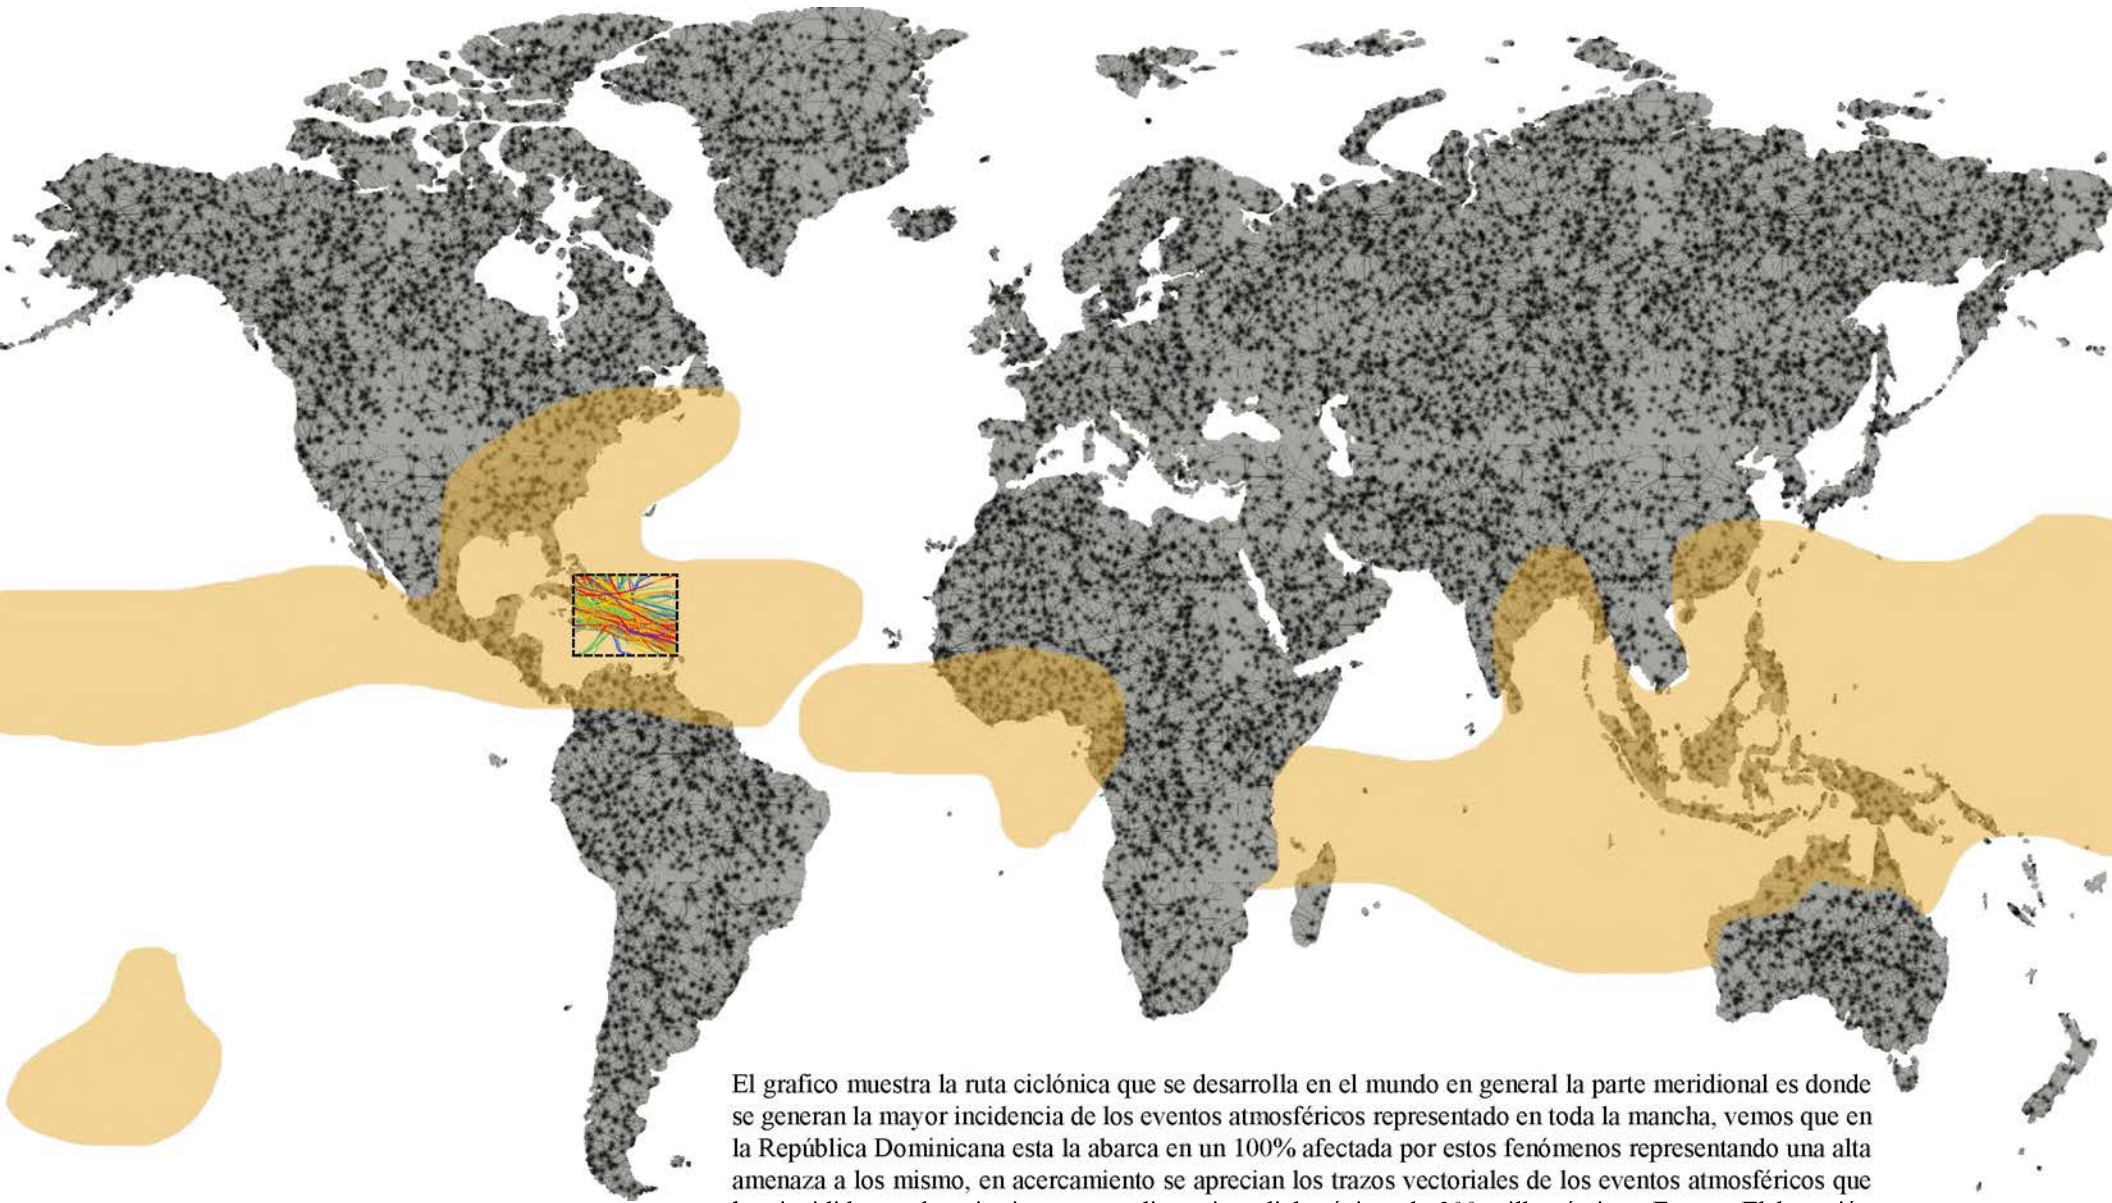 El grafico muestra la ruta ciclónica que se desarrolla en el mundo en general la parte meridional es donde
se generan la mayor incidencia de los eventos atmosféricos representado en toda la mancha, vemos que en
la República Dominicana esta la abarca en un 100% afectada por estos fenómenos representando una alta
amenaza a los mismo, en acercamiento se aprecian los trazos vectoriales de los eventos atmosféricos que